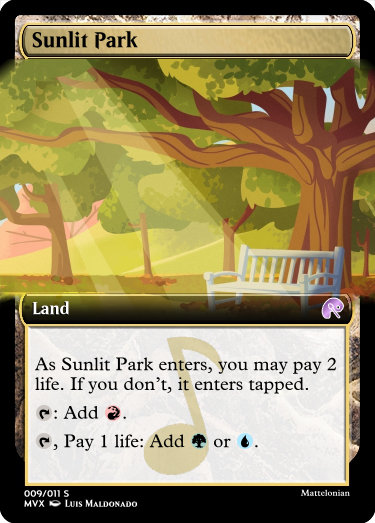 Sunlit Park
Land
As Sunlit Park enters, you may pay 2
life. If you don't, it enters tapped.
: Add .
, Pay 1 life: Add or .
009/011 S
MVX Luis Maldonado
Mattelonian